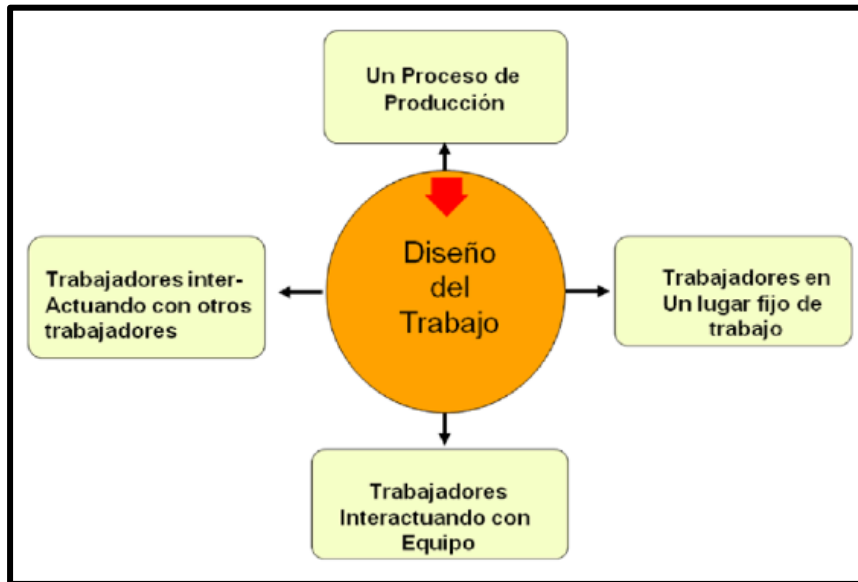 Un Proceso de
Producción
Diseño
del
Trabajo
Trabajadores inter-
Actuando con otros
trabajadores
Trabajadores en
Un lugar fijo de
trabajo
Trabajadores
Interactuando con
Equipo